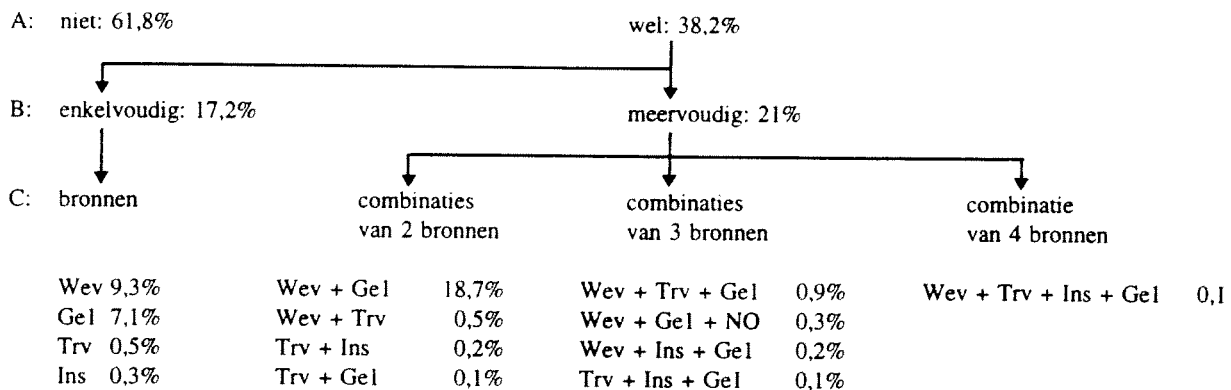 A: niet: 61,8% wel: 38,2%
B: enkelvoudig: 17,2% meervoudig: 21%
C: bronnen combinaties combinaties combinatie
van 2 bronnen van 3 bronnen van 4 bronnen
Wev 9,3% Wev + Gel 18,7% Wev + Trv + Gel 0,9% Wev + Trv + Ins + Gel 0,1
Gel 7,1% Wev + Trv 0,5% Wev + Gel + NO 0,3%
Trv 0,5% Trv + Ins 0,2% Wev + Ins + Gel 0,2%
Ins 0,3% Trv + Gel 0,1% Trv + Ins + Gel 0,1%